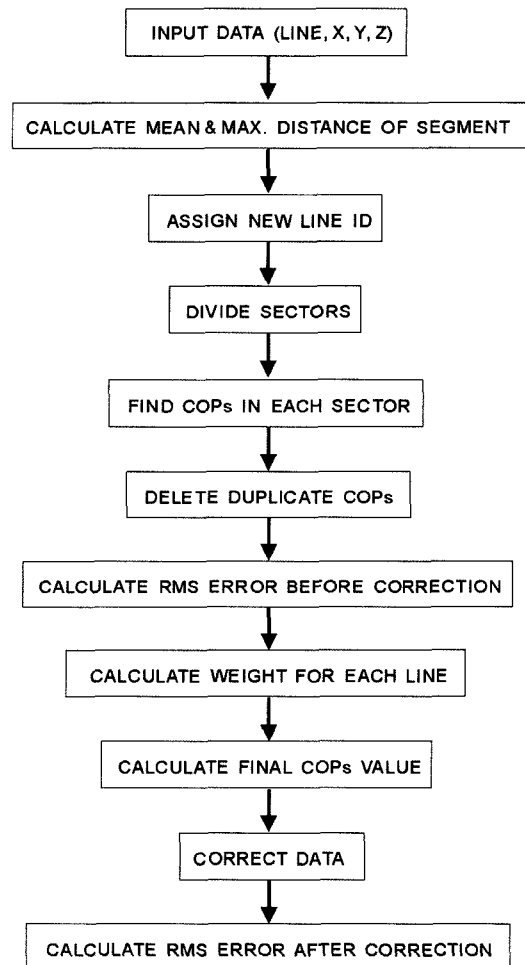 INPUT DATA (LINE, X, Y, Z)
CALCULATE MEAN & MAX. DISTANCE OF SEGMENT
ASSIGN NEW LINE ID
DIVIDE SECTORS
FIND COPs IN EACH SECTOR
DELETE DUPLICATE COPs
CALCULATE RMS ERROR BEFORE CORRECTION
CALCULATE WEIGHT FOR EACH LINE
CALCULATE FINAL COPs VALUE
CORRECT DATA
CALCULATE RMS ERROR AFTER CORRECTION